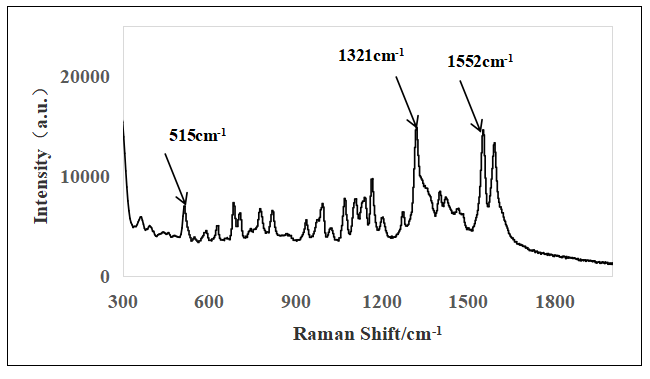 1321cm-1
1552cm-1
515cm-1
Intensity（a.u.）
20000
10000
0
300 600 900 1200 1500 1800
Raman Shift/cm-1